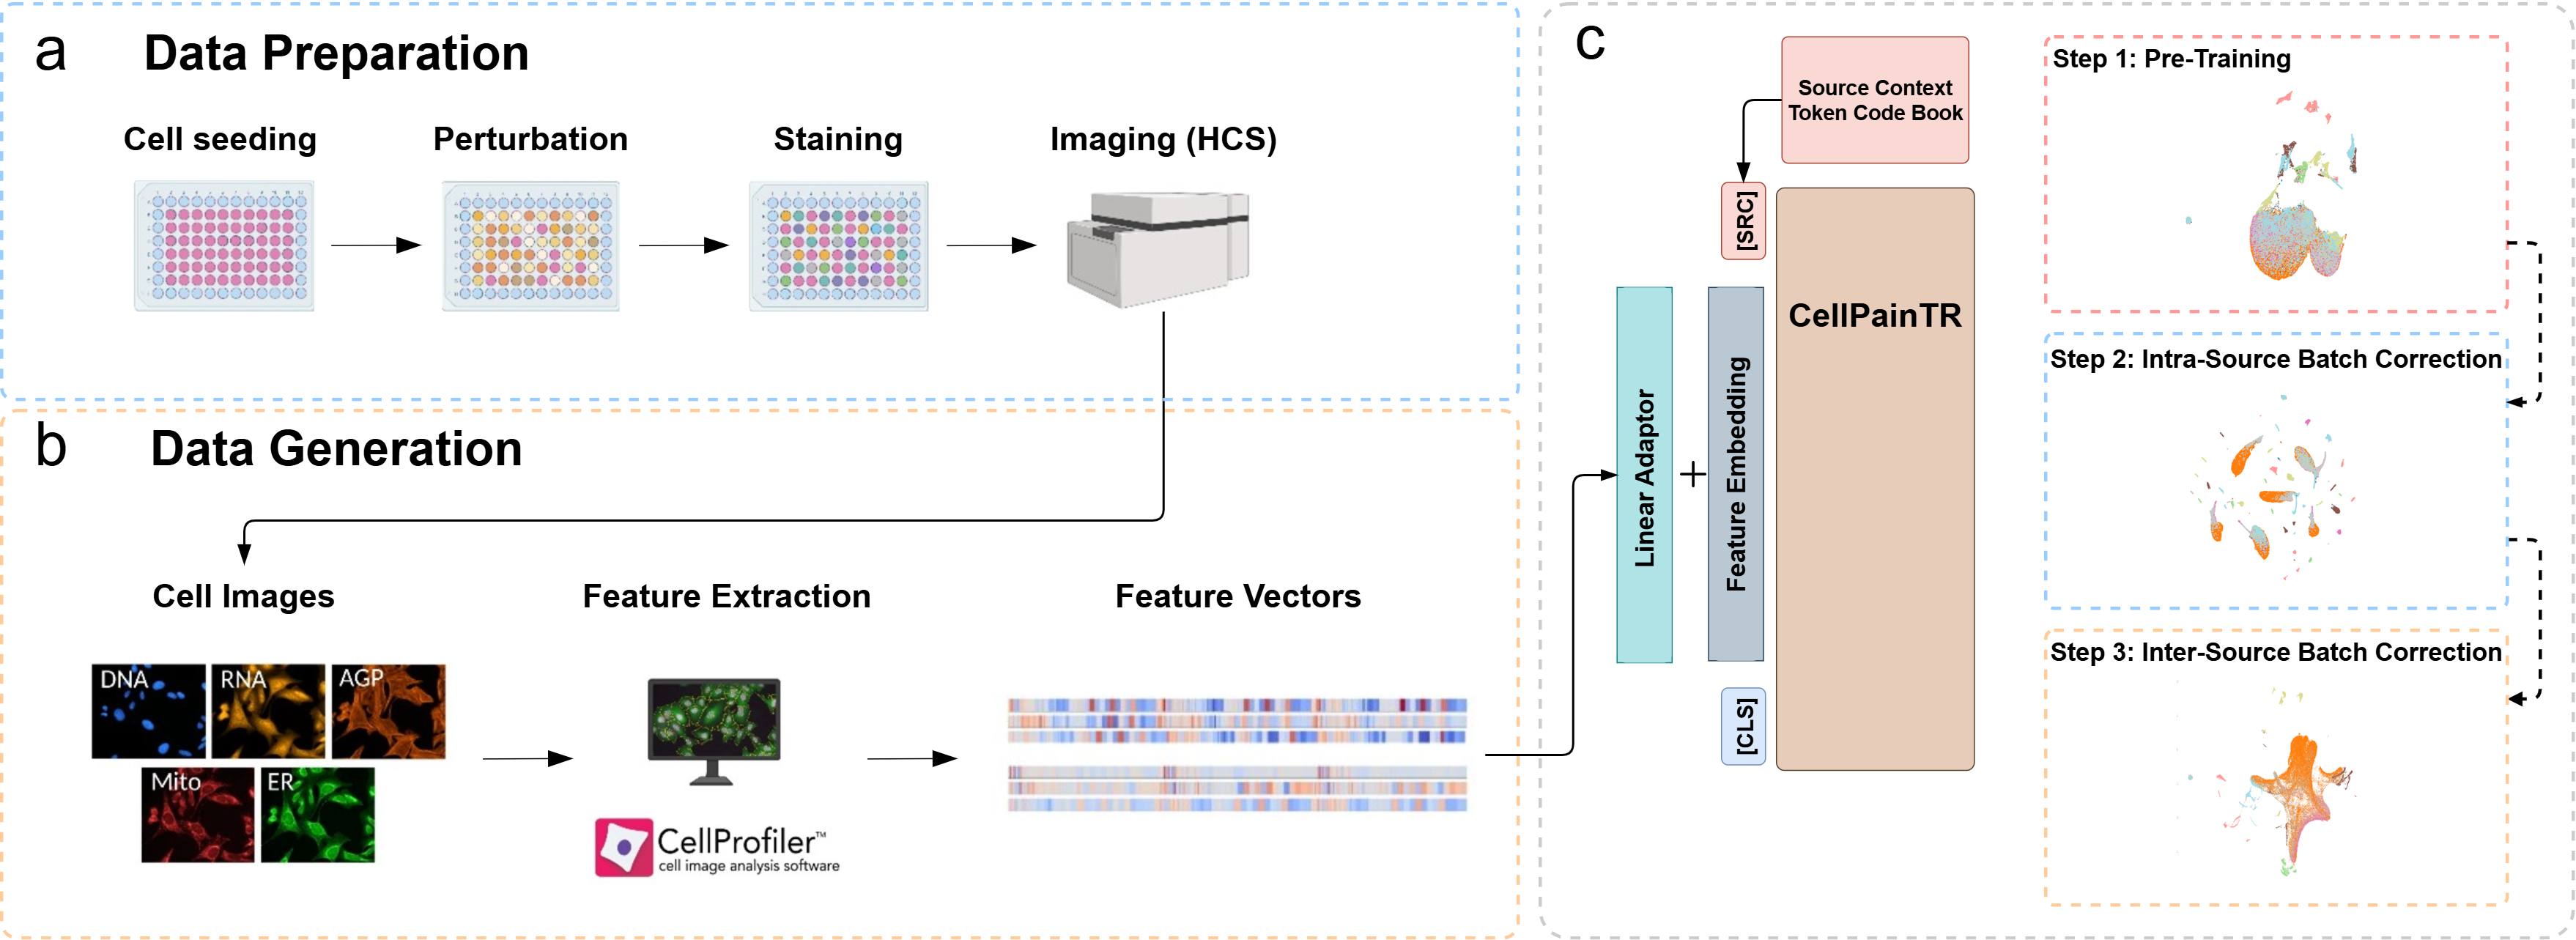 a
Data Preparation
Cell seeding
Perturbation
Staining
Imaging (HCS)
b
Data Generation
Cell Images
Feature Extraction
Feature Vectors
DNA
RNA
AGP
Mito
ER
CellProfiler™
cell image analysis software
c
Source Context
Token Code Book
[SRC]
Linear Adaptor
+
Feature Embedding
[CLS]
CellPainTR
Step 1: Pre-Training
Step 2: Intra-Source Batch Correction
Step 3: Inter-Source Batch Correction